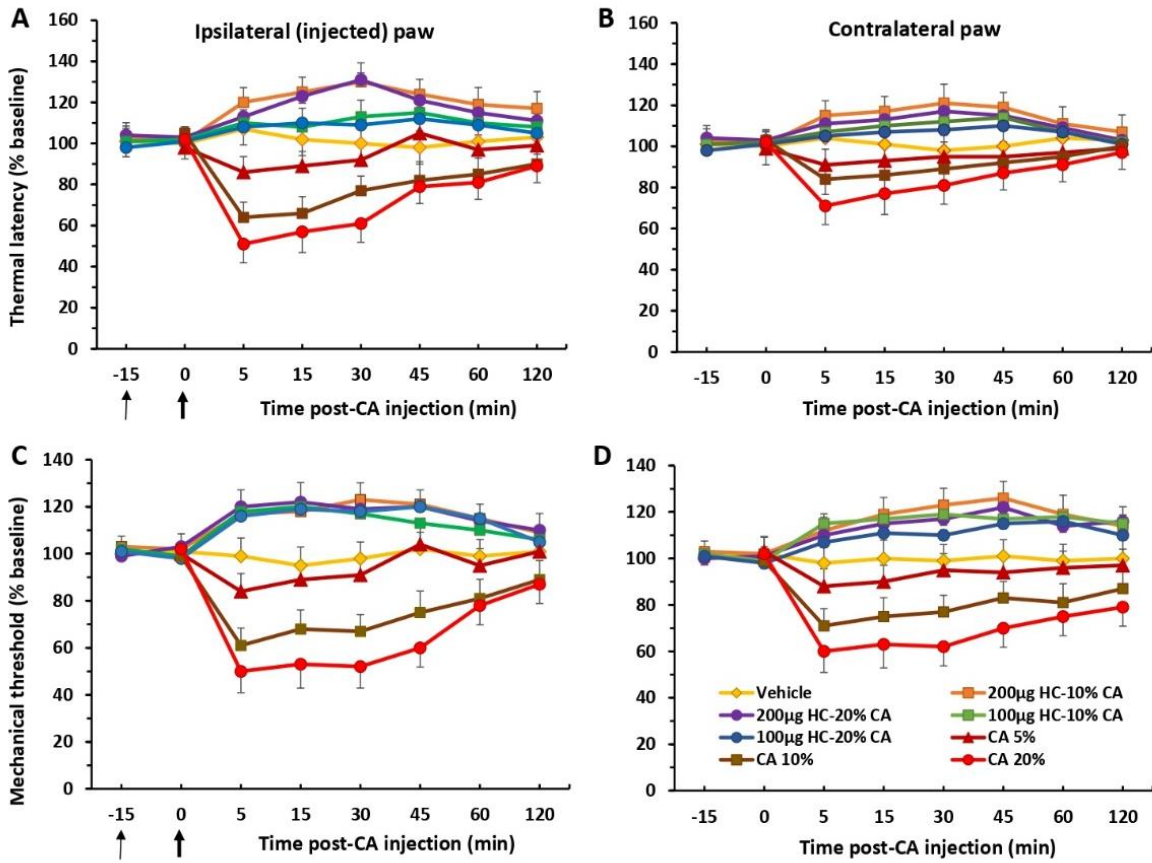 A
Ipsilateral (injected) paw
Thermal latency (% baseline)
160
140
120
100
80
60
40
20
0
-15 0 5 15 30 45 60 120
Time post-CA injection (min)
B
Contralateral paw
160
140
120
100
80
60
40
20
0
-15 0 5 15 30 45 60 120
Time post-CA injection (min)
C
Mechanical threshold (% baseline)
140
120
100
80
60
40
20
0
-15 0 5 15 30 45 60 120
Time post-CA injection (min)
D
140
120
100
80
60
40
20
0
Vehicle
200µg HC-10% CA
200µg HC-20% CA
100µg HC-10% CA
100µg HC-20% CA
CA 5%
CA 10%
CA 20%
-15 0 5 15 30 45 60 120
Time post-CA injection (min)